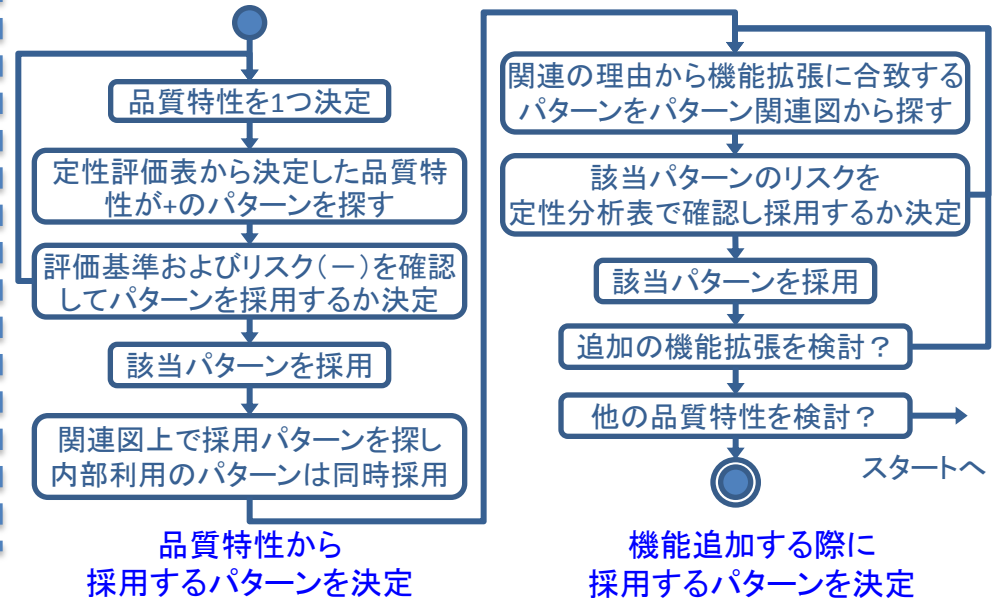 品質特性を1つ決定
定性評価表から決定した品質特
性が+のパターンを探す
評価基準およびリスク(－)を確認
してパターンを採用するか決定
該当パターンを採用
関連図上で採用パターンを探し
内部利用のパターンは同時採用
品質特性から
採用するパターンを決定
関連の理由から機能拡張に合致する
パターンをパターン関連図から探す
該当パターンのリスクを
定性分析表で確認し採用するか決定
該当パターンを採用
追加の機能拡張を検討？
他の品質特性を検討？
スタートへ
機能追加する際に
採用するパターンを決定